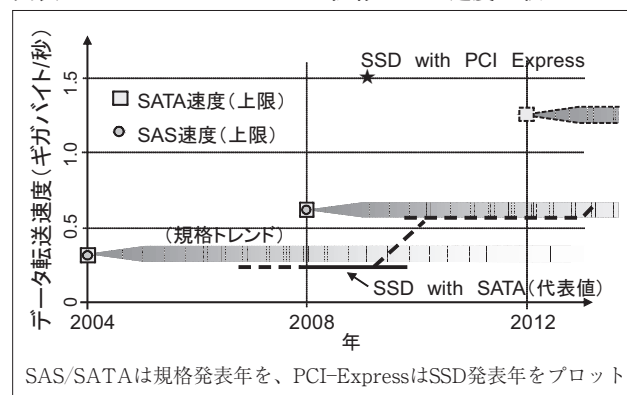 データ転送速度(ギガバイト/秒)
1.5
1.0
0.5
0
SSD with PCI Express
SATA速度(上限)
SAS速度(上限)
(規格トレンド)
SSD with SATA(代表値)
2004
2008
2012
年
SAS/SATAは規格発表年を、PCI-ExpressはSSD発表年をプロット